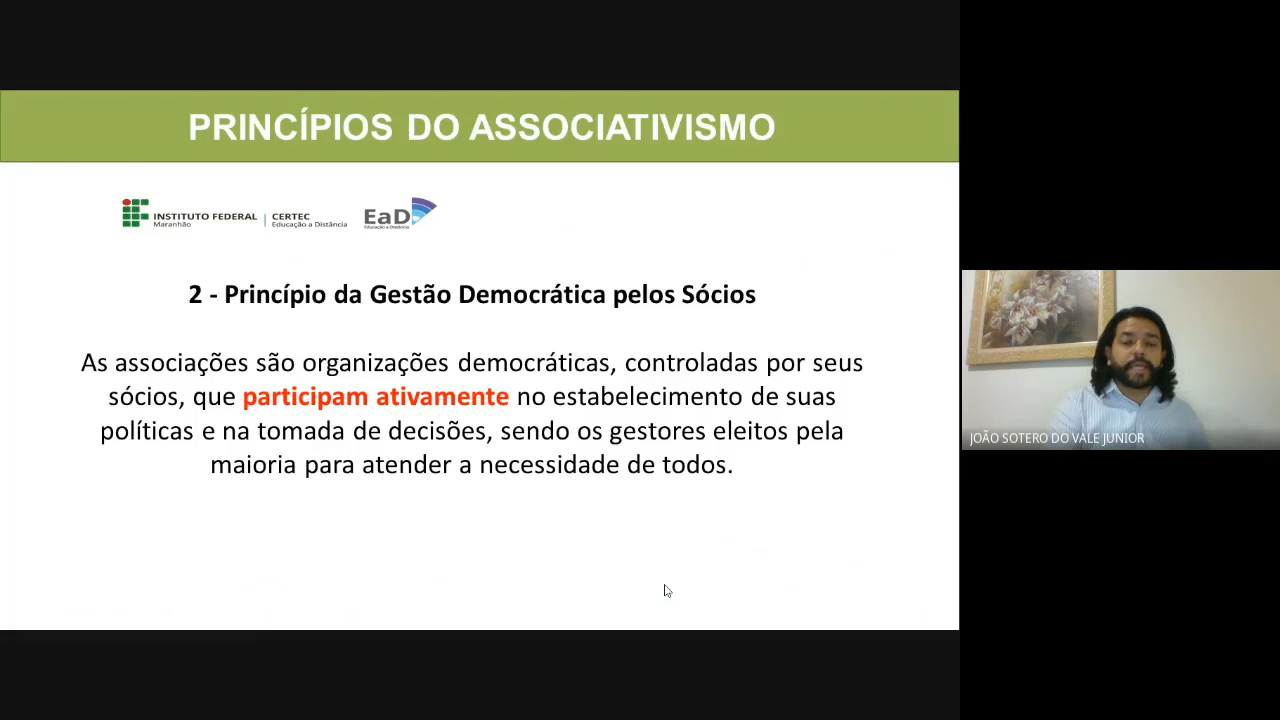 PRINCÍPIOS DO ASSOCIATIVISMO
INSTITUTO FEDERAL
Maranhão
CERTEC
Educação a Distância
EaD
Educação a Distância
2 - Princípio da Gestão Democrática pelos Sócios
As associações são organizações democráticas, controladas por seus
sócios, que participam ativamente no estabelecimento de suas
políticas e na tomada de decisões, sendo os gestores eleitos pela
maioria para atender a necessidade de todos.
JOÃO SOTERO DO VALE JUNIOR